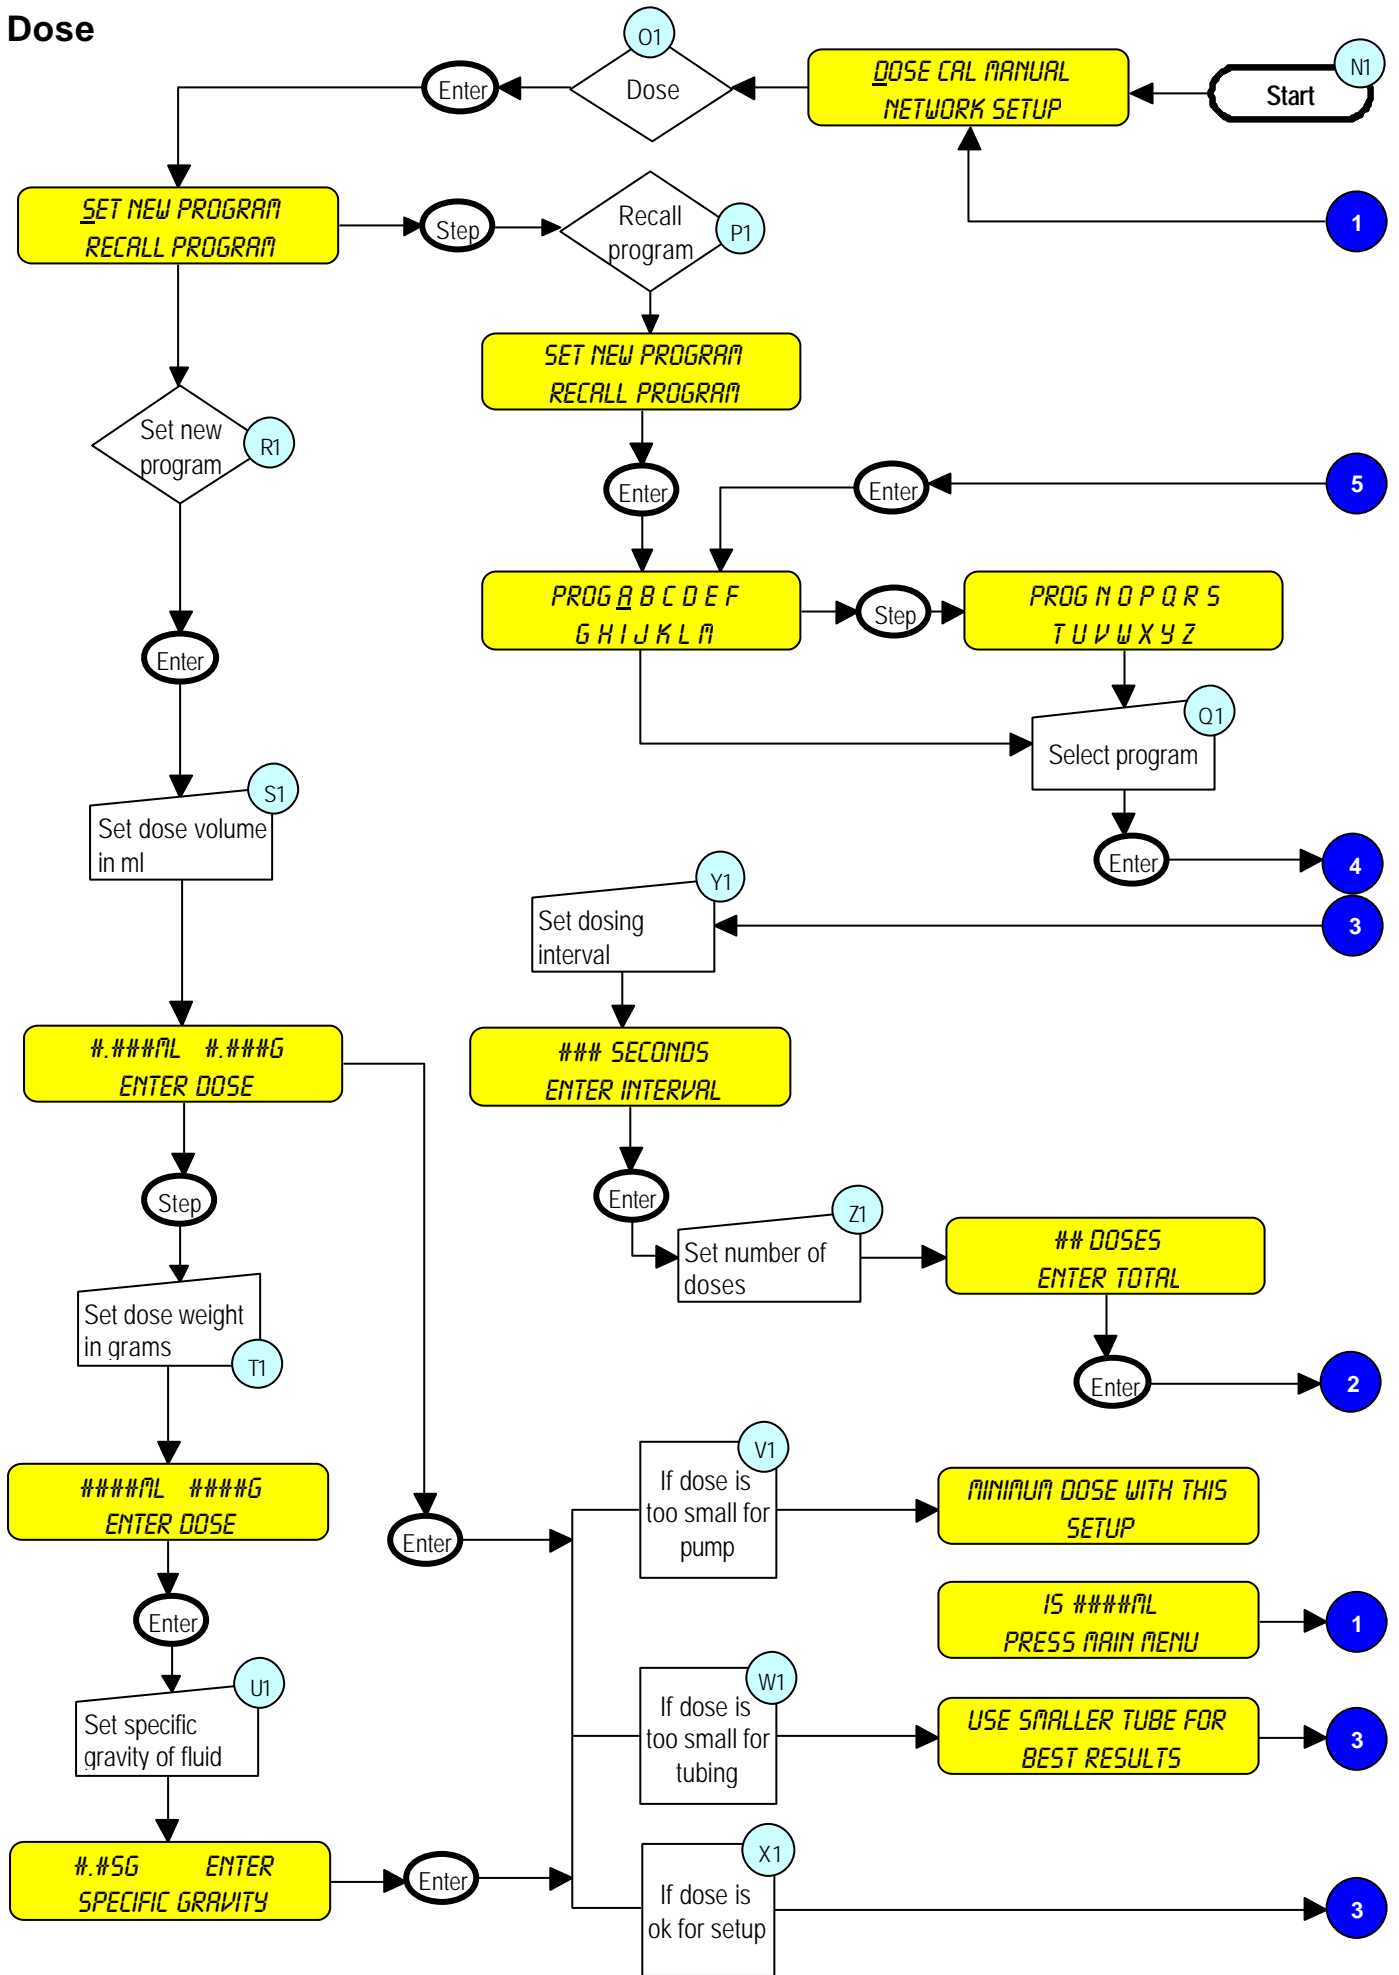 Dose
O1
N1
Enter
Dose
DOSE CAL MANUAL
NETWORK SETUP
Start
SET NEW PROGRAM
RECALL PROGRAM
Step
Recall
program
P1
1
SET NEW PROGRAM
RECALL PROGRAM
Set new
program
R1
Enter
Enter
5
PROG A B C D E F
G H I J K L M
Step
PROG N O P Q R S
T U V W X Y Z
Enter
Q1
Select program
S1
Set dose volume
in ml
Enter
4
Y1
Set dosing
interval
3
#.###ML #.###G
ENTER DOSE
### SECONDS
ENTER INTERVAL
Step
Enter
Z1
Set number of
doses
## DOSES
ENTER TOTAL
Set dose weight
in grams
T1
Enter
2
V1
If dose is
too small for
pump
MINIMUM DOSE WITH THIS
SETUP
####ML ####G
ENTER DOSE
Enter
Enter
IS ####ML
PRESS MAIN MENU
1
U1
Set specific
gravity of fluid
W1
If dose is
too small for
tubing
USE SMALLER TUBE FOR
BEST RESULTS
3
#.#SG ENTER
SPECIFIC GRAVITY
Enter
X1
If dose is
ok for setup
3